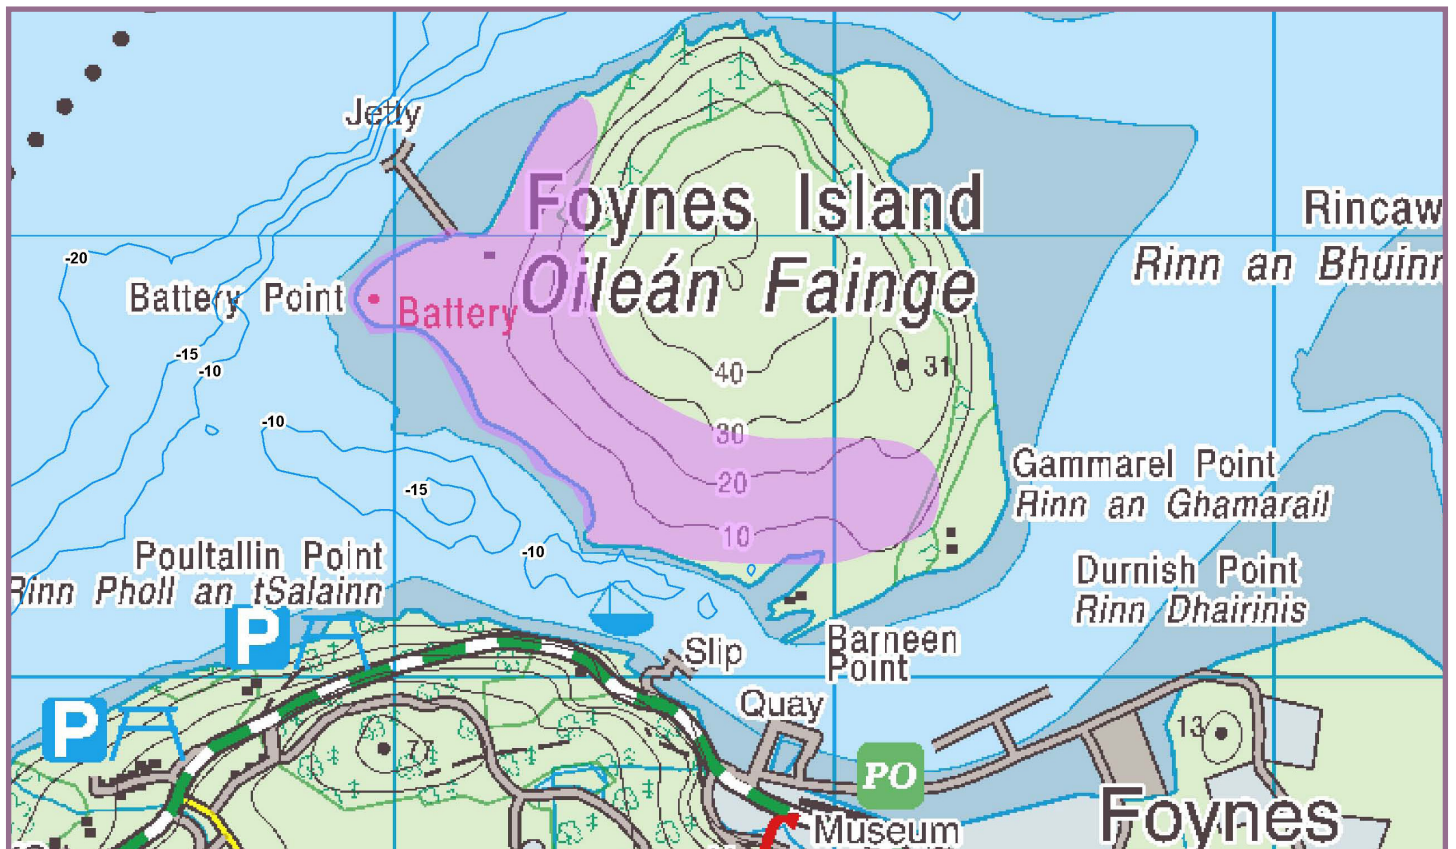 Jetty
Foynes Island
Oileán Fainge
Rincaw
Rinn an Bhuinn
-20
Battery Point
Battery
-15
-10
40
31
-10
30
Gammarel Point
Rinn an Ghamarail
-15
20
10
-10
Poultallin Point
Rinn Pholl an tSalainn
Durnish Point
Rinn Dhairinis
P
Slip
Barneen
Point
Quay
P
77
13
PO
Foynes
Museum